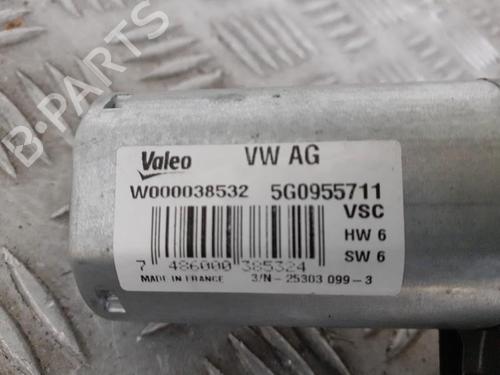 Valeo VW AG
W000038532 5G0955711
VSC
HW 6
SW 6
7 486000 385324
MADE IN FRANCE 3/N - 25303 099-3